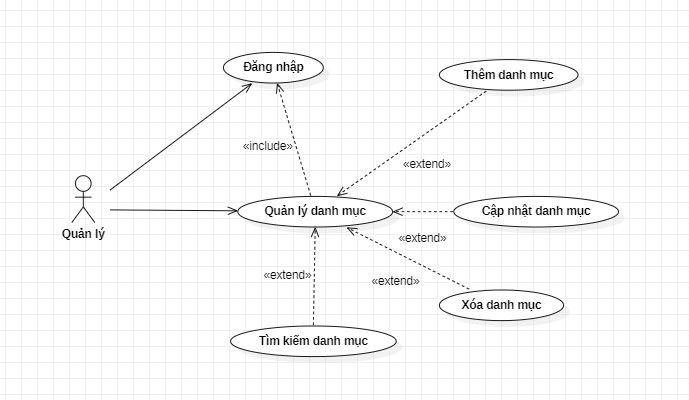 Đăng nhập
Thêm danh mục
«include»
«extend»
Quản lý
Quản lý danh mục
Cập nhật danh mục
«extend»
«extend»
«extend»
Xóa danh mục
Tìm kiếm danh mục